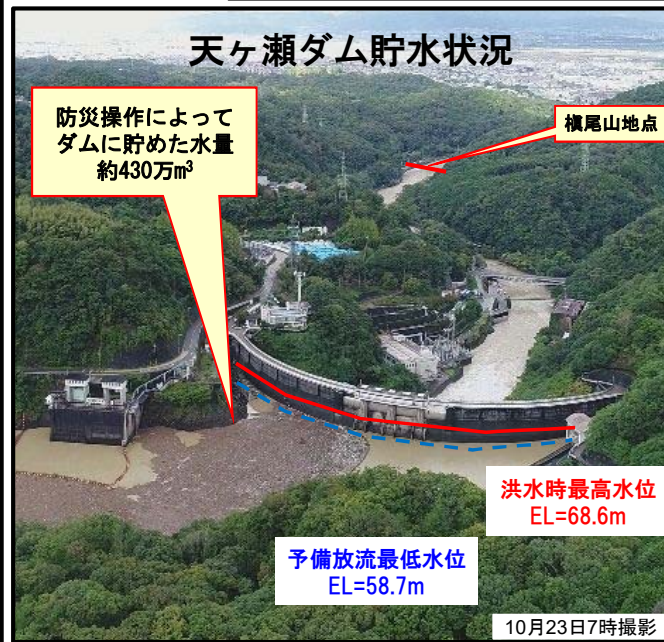 天ヶ瀬ダム貯水状況
防災操作によって
ダムに貯めた水量
約430万m³
槇尾山地点
洪水時最高水位
EL=68.6m
予備放流最低水位
EL=58.7m
10月23日7時撮影